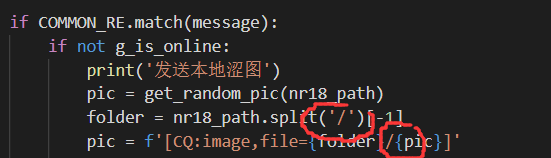 if COMMON_RE.match(message):
if not g_is_online:
print('发送本地涩图')
pic = get_random_pic(nr18_path)
folder = nr18_path.split('/')[-1]
pic = f'[CQ:image,file={folder}/{pic}]'